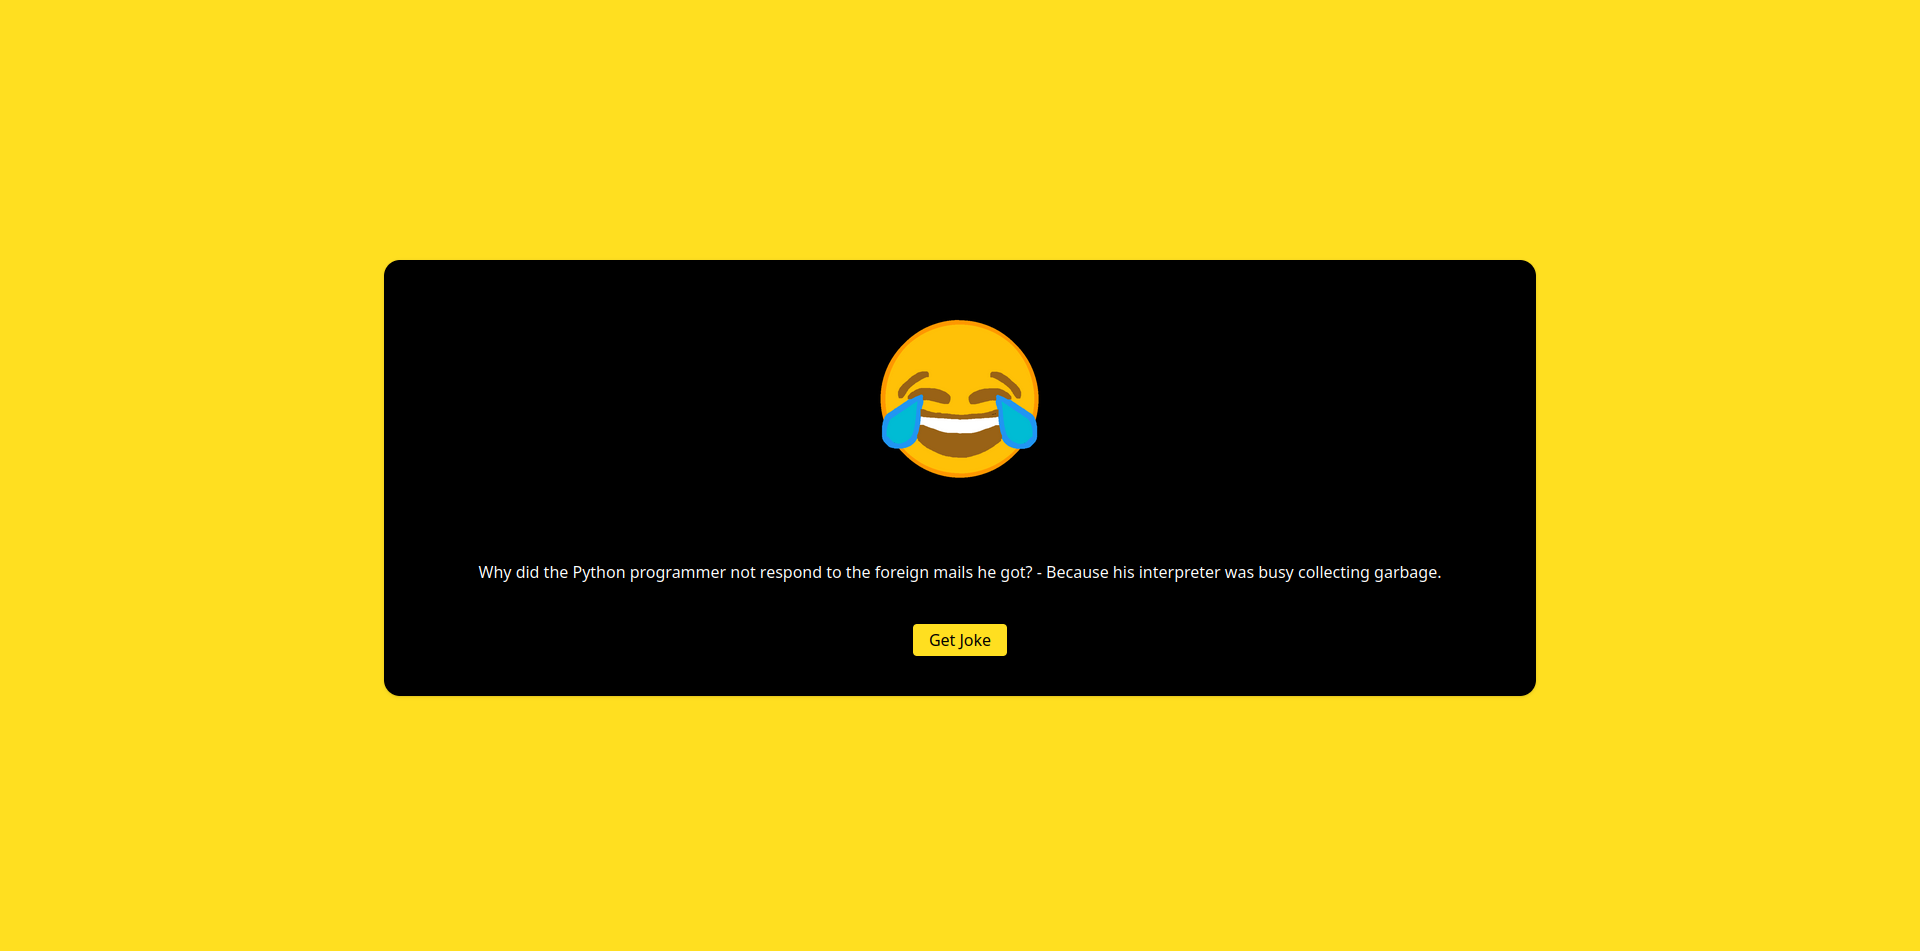 Why did the Python programmer not respond to the foreign mails he got? - Because his interpreter was busy collecting garbage.
Get Joke